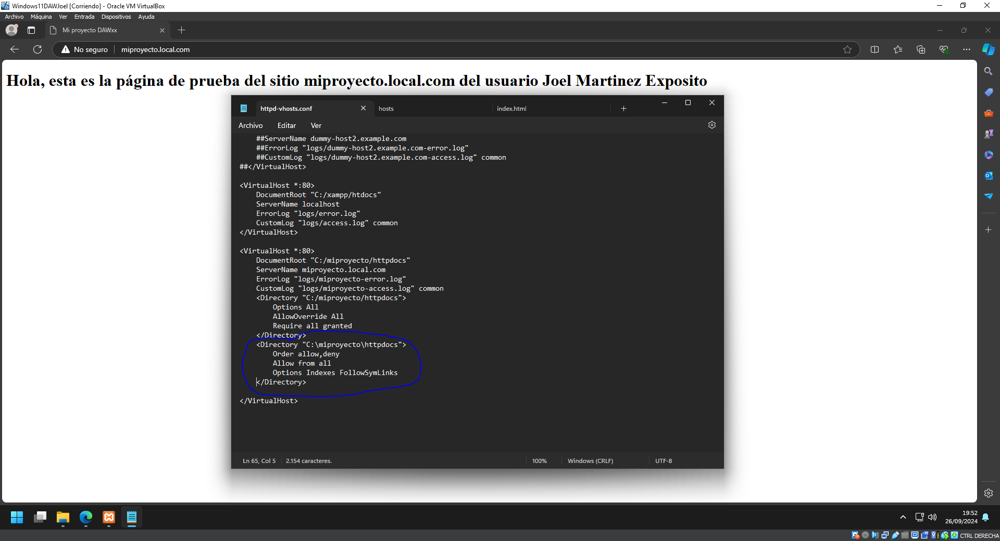 Windows11DAWJoel [Corriendo] - Oracle VM VirtualBox
Archivo Máquina Ver Entrada Dispositivos Ayuda
Mi proyecto DAWxx
No seguro miproyecto.local.com
Hola, esta es la página de prueba del sitio miproyecto.local.com del usuario Joel Martinez Exposito
httpd-vhosts.conf hosts index.html
Archivo Editar Ver
##ServerName dummy-host2.example.com
##ErrorLog "logs/dummy-host2.example.com-error.log"
##CustomLog "logs/dummy-host2.example.com-access.log" common
##</VirtualHost>
<VirtualHost *:80>
DocumentRoot "C:/xampp/htdocs"
ServerName localhost
ErrorLog "logs/error.log"
CustomLog "logs/access.log" common
</VirtualHost>
<VirtualHost *:80>
DocumentRoot "C:/miproyecto/httpdocs"
ServerName miproyecto.local.com
ErrorLog "logs/miproyecto-error.log"
CustomLog "logs/miproyecto-access.log" common
<Directory "C:/miproyecto/httpdocs">
Options All
AllowOverride All
Require all granted
</Directory>
<Directory "C:\miproyecto\httpdocs">
Order allow,deny
Allow from all
Options Indexes FollowSymLinks
</Directory>
</VirtualHost>
Ln 65, Col 5 2.154 caracteres. 100% Windows (CRLF) UTF-8
19:52
26/09/2024
CTRL DERECHA